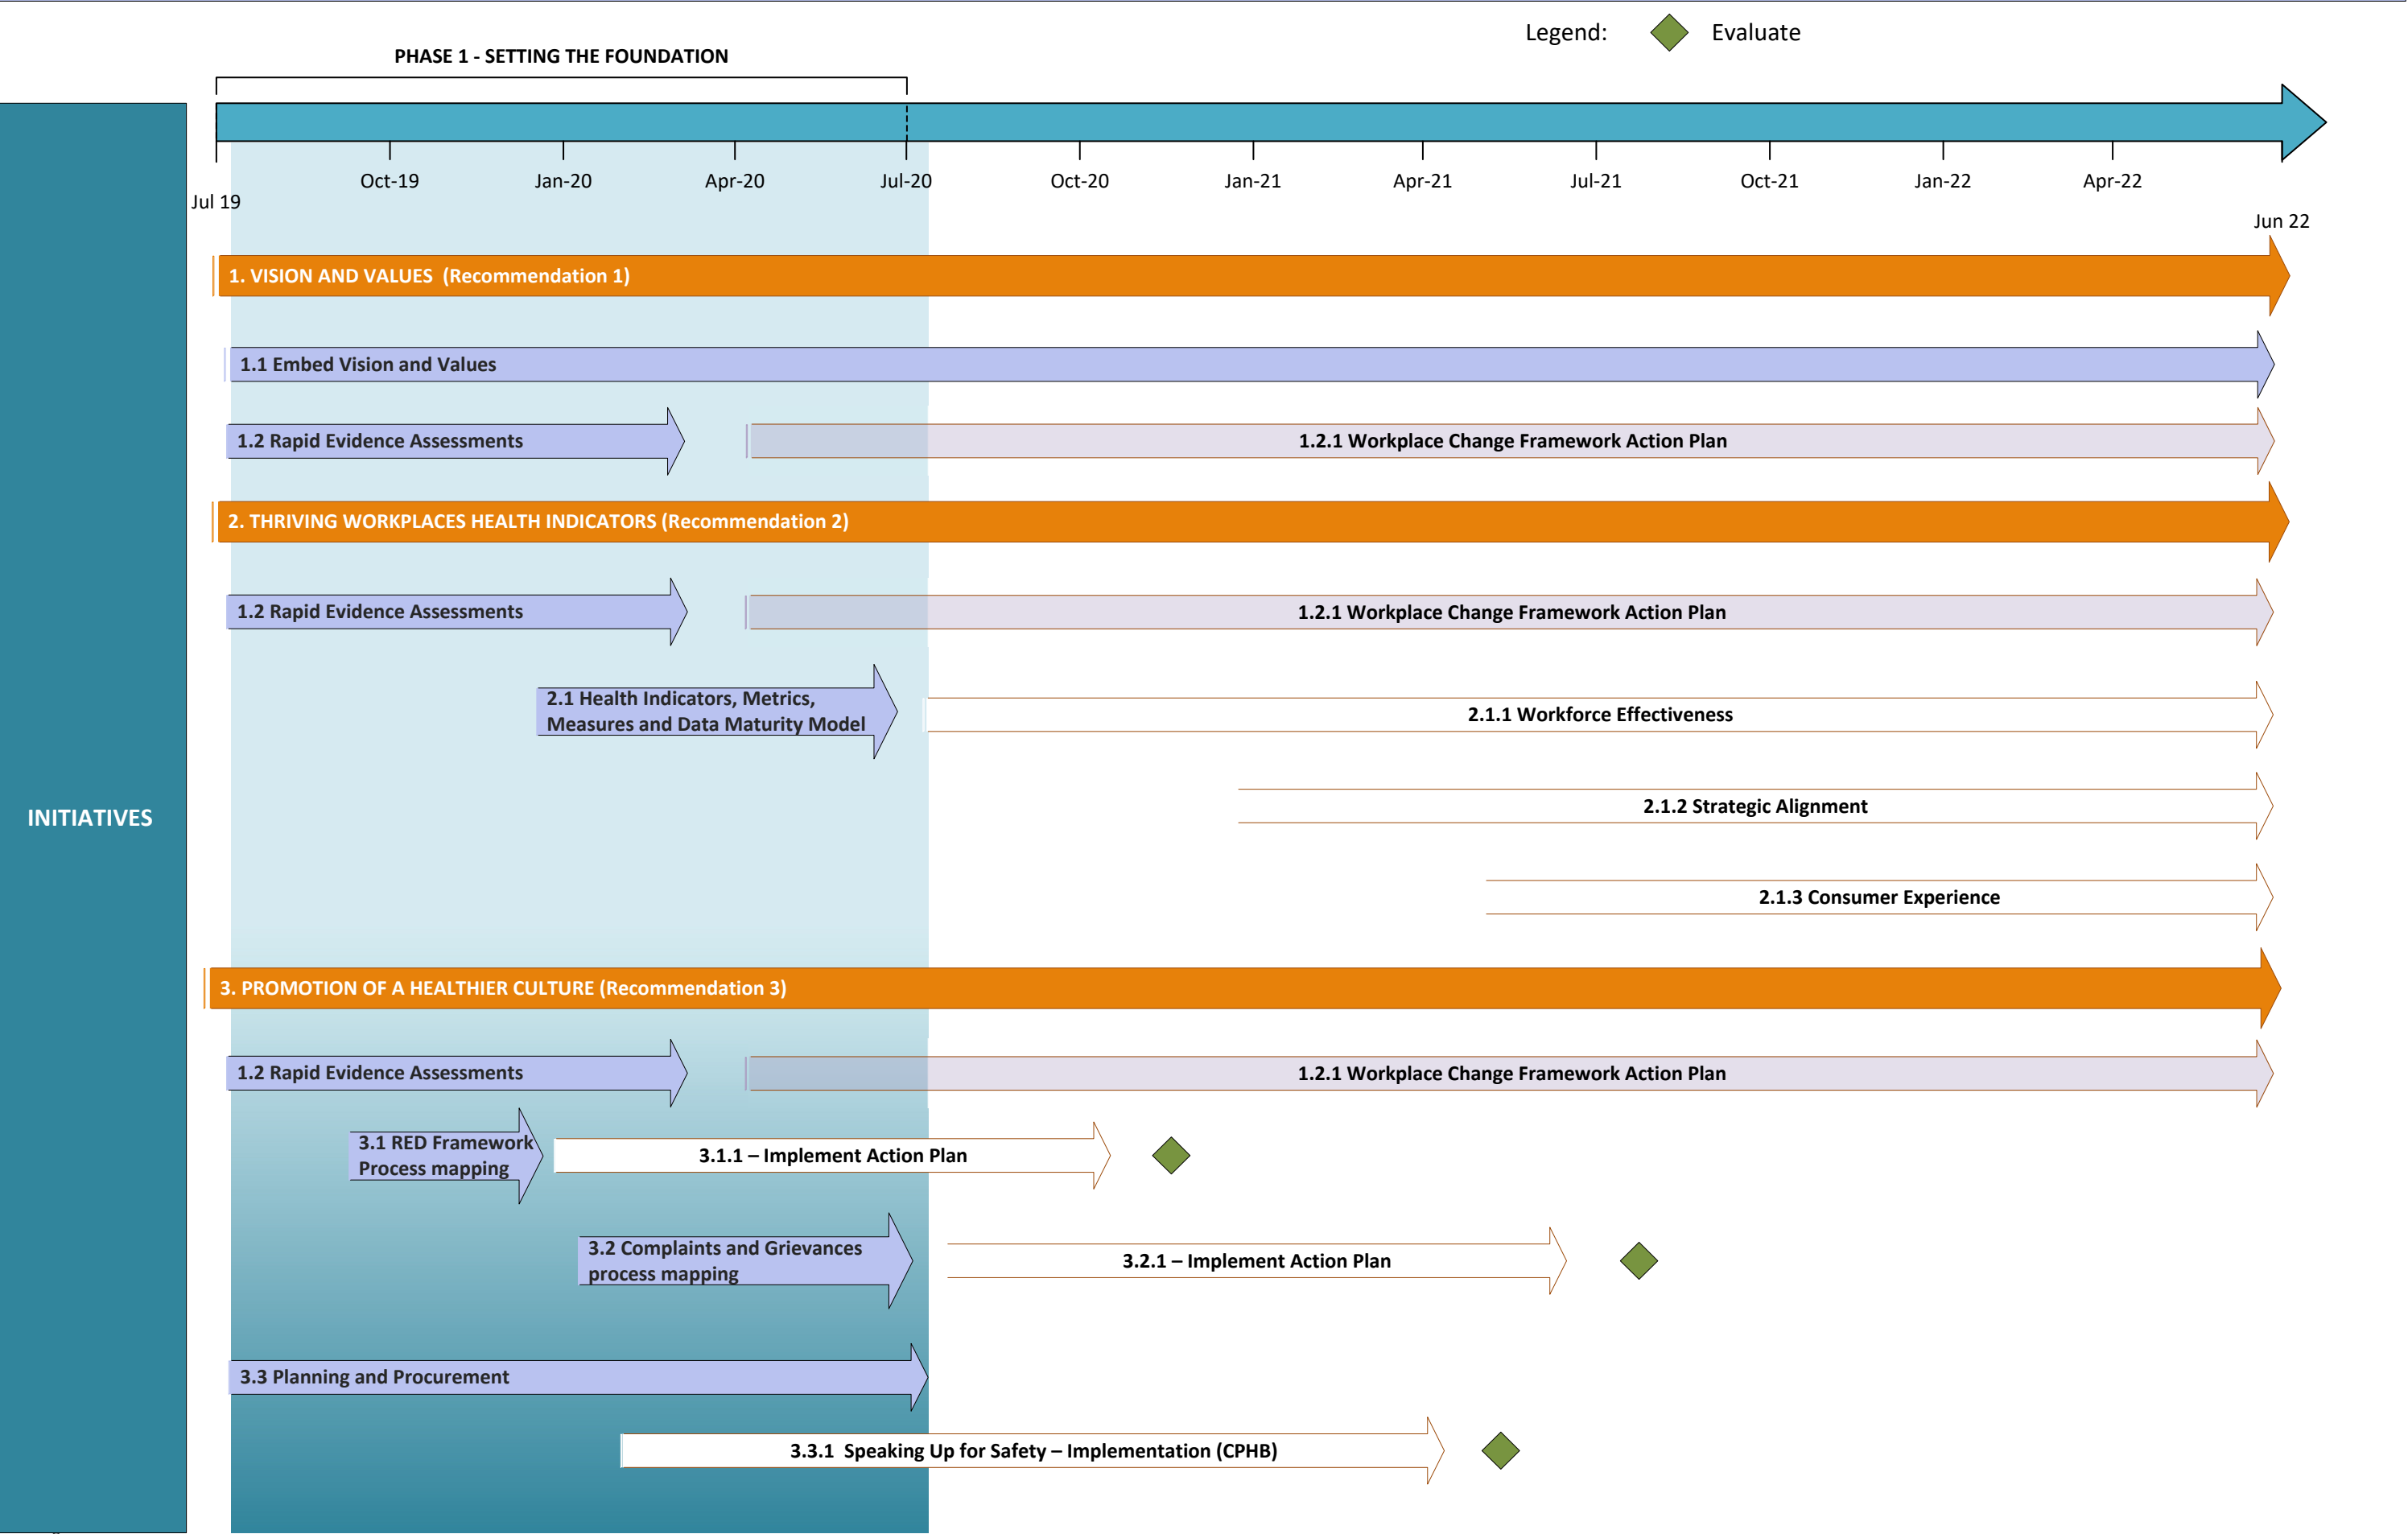 Legend:
Evaluate
PHASE 1 - SETTING THE FOUNDATION
Oct-19
Jan-20
Apr-20
Jul-20
Oct-20
Jan-21
Apr-21
Jul-21
Oct-21
Jan-22
Apr-22
Jul 19
Jun 22
INITIATIVES
1. VISION AND VALUES  (Recommendation 1)
1.1 Embed Vision and Values
1.2 Rapid Evidence Assessments
1.2.1 Workplace Change Framework Action Plan
2. THRIVING WORKPLACES HEALTH INDICATORS (Recommendation 2)
1.2 Rapid Evidence Assessments
1.2.1 Workplace Change Framework Action Plan
2.1 Health Indicators, Metrics,
Measures and Data Maturity Model
2.1.1 Workforce Effectiveness
2.1.2 Strategic Alignment
2.1.3 Consumer Experience
3. PROMOTION OF A HEALTHIER CULTURE (Recommendation 3)
1.2 Rapid Evidence Assessments
1.2.1 Workplace Change Framework Action Plan
3.1 RED Framework
Process mapping
3.1.1 – Implement Action Plan
3.2 Complaints and Grievances
process mapping
3.2.1 – Implement Action Plan
3.3 Planning and Procurement
3.3.1  Speaking Up for Safety – Implementation (CPHB)